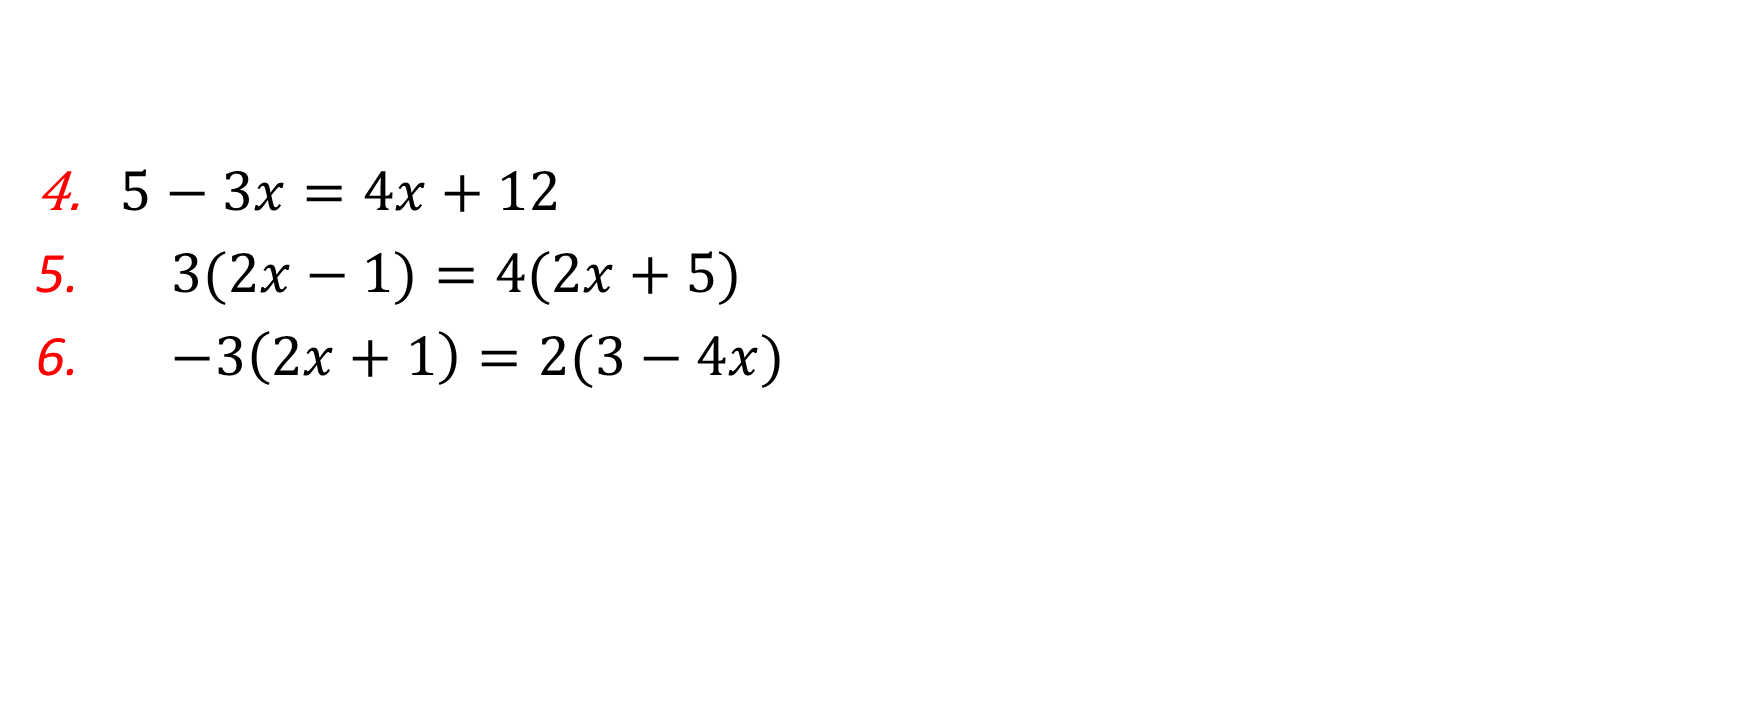 4. 5 − 3x = 4x + 12
5. 3(2x − 1) = 4(2x + 5)
6. −3(2x + 1) = 2(3 − 4x)